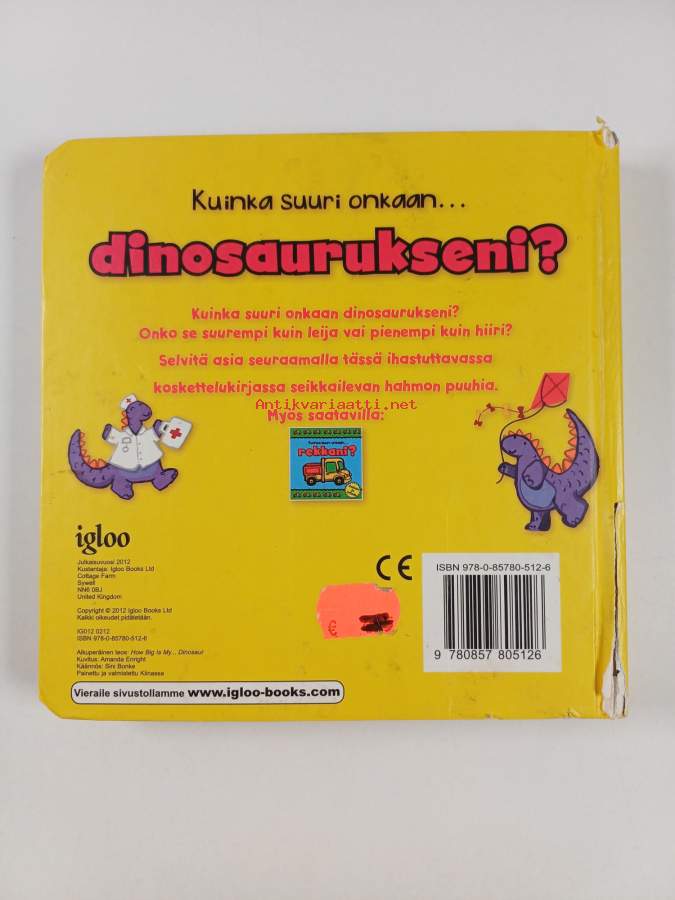 Kuinka suuri onkaan...
dinosaurukseni?
Kuinka suuri onkaan dinosaurukseni?
Onko se suurempi kuin leija vai pienempi kuin hiiri?
Selvitä asia seuraamalla tässä ihastuttavassa
koskettelukirjassa seikkailevan hahmon puuhia.
Antikvariaatti.net
Myös saatavilla:
rekkani?
igloo
Julkaisuvuosi 2012
Kustantaja: Igloo Books Ltd
Cottage Farm
Sywell
NN6 0BJ
United Kingdom
Copyright © 2012 Igloo Books Ltd
Kaikki oikeudet pidätetään.
IG012 0212
ISBN 978-0-85780-512-6
Alkuperäinen teos: How Big Is My... Dinosaur
Kuvitus: Amanda Enright
Käännös: Sini Bonke
Painettu ja valmistettu Kiinassa
Vieraile sivustollamme www.igloo-books.com
CE
€
ISBN 978-0-85780-512-6
9 780857 805126